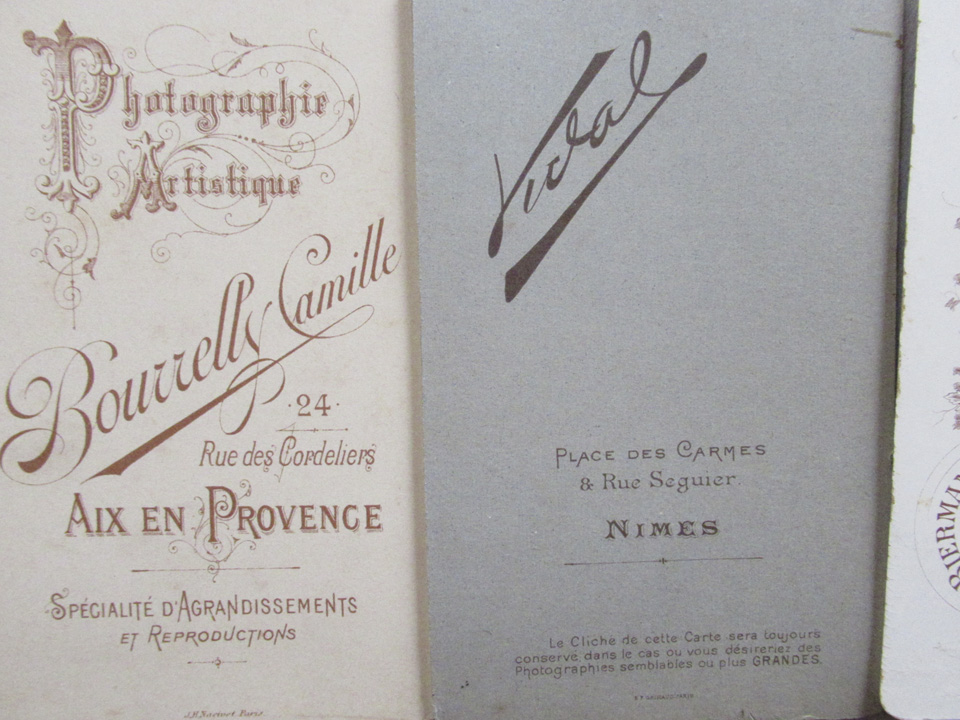 Photographie
Artistique
Bourrelly Camille
·24·
Rue des Cordeliers
AIX EN PROVENCE
SPÉCIALITÉ D'AGRANDISSEMENTS
ET REPRODUCTIONS
Vidal
PLACE DES CARMES
& Rue Seguier.
NIMES
Le Cliché de cette Carte sera toujours
conservé dans le cas ou vous désireriez des
Photographies semblables ou plus GRANDES.